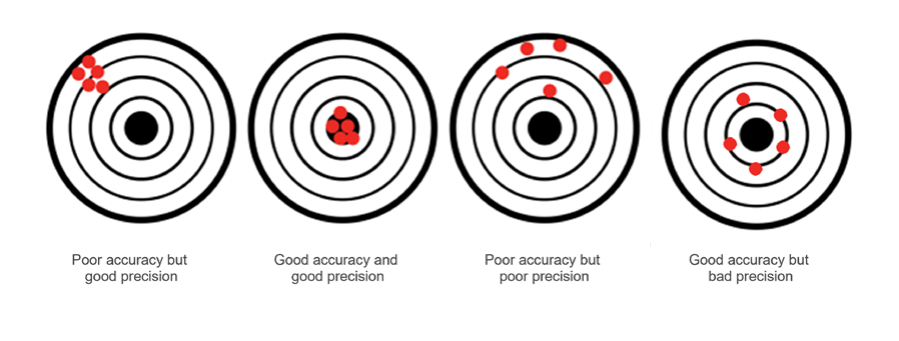 Poor accuracy but
good precision
Good accuracy and
good precision
Poor accuracy but
poor precision
Good accuracy but
bad precision